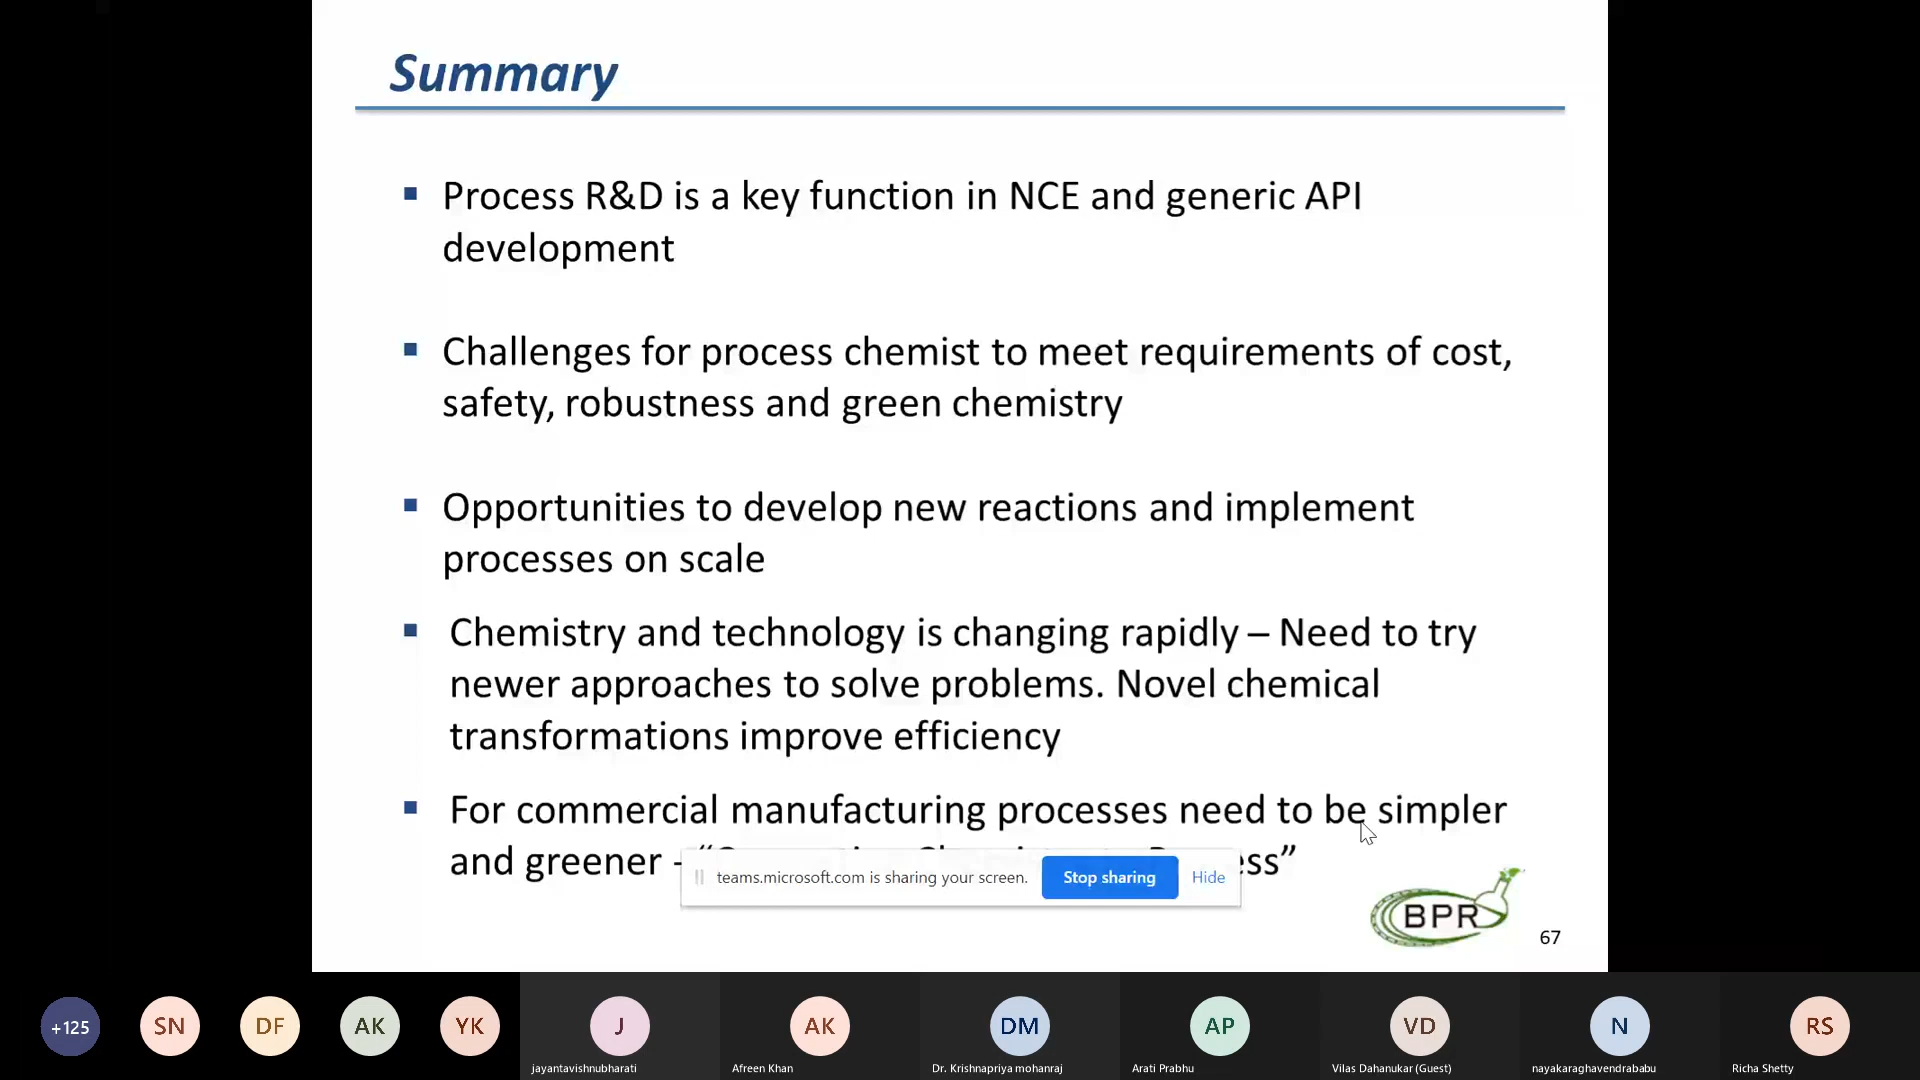 Summary
Process R&D is a key function in NCE and generic API
development
Challenges for process chemist to meet requirements of cost,
safety, robustness and green chemistry
Opportunities to develop new reactions and implement
processes on scale
Chemistry and technology is changing rapidly – Need to try
newer approaches to solve problems. Novel chemical
transformations improve efficiency
For commercial manufacturing processes need to be simpler
and greener -
teams.microsoft.com is sharing your screen.
Stop sharing
Hide
BPR
67
+125
SN
DF
AK
YK
J
AK
DM
AP
VD
N
RS
jayantavishnubharati
Afreen Khan
Dr. Krishnapriya mohanraj
Arati Prabhu
Vilas Dahanukar (Guest)
nayakaraghavendrababu
Richa Shetty